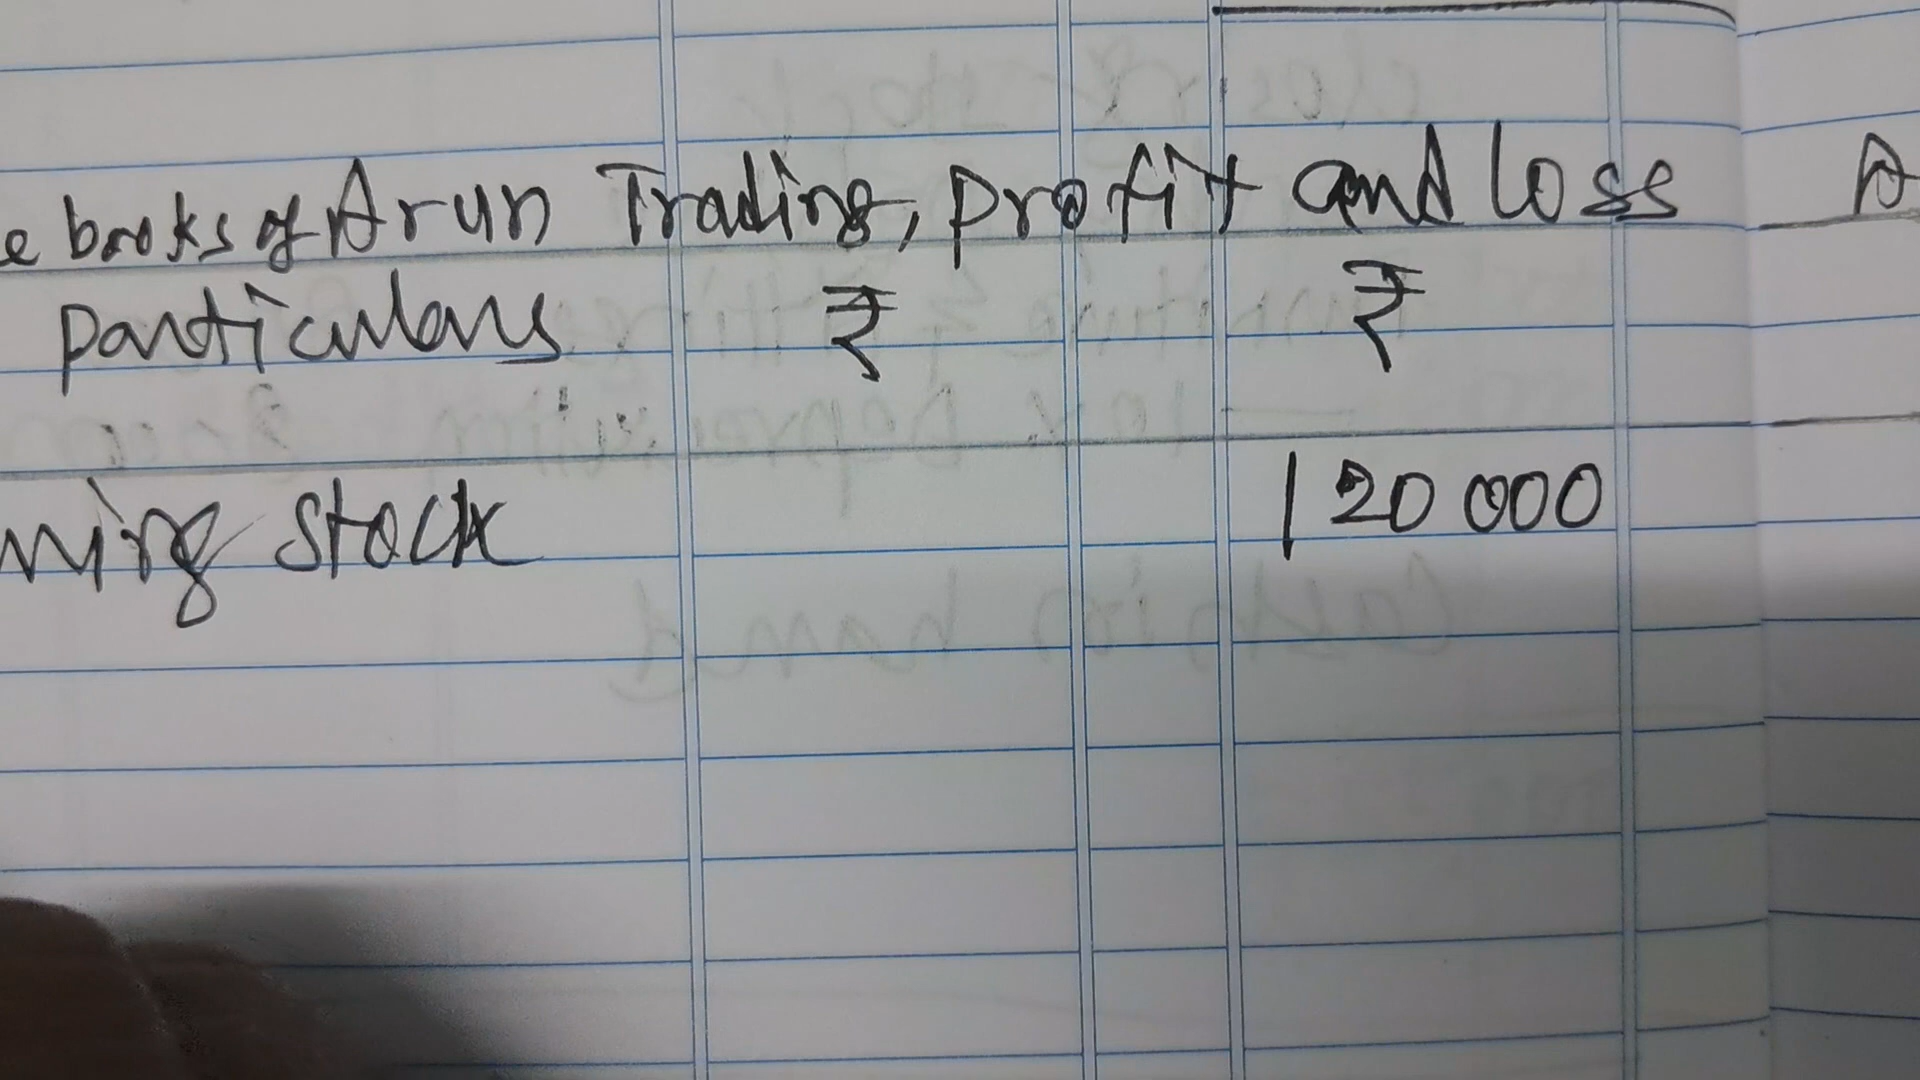 e books of Arun Trading, profit and loss A
particulars ₹ ₹
ning stock 120000